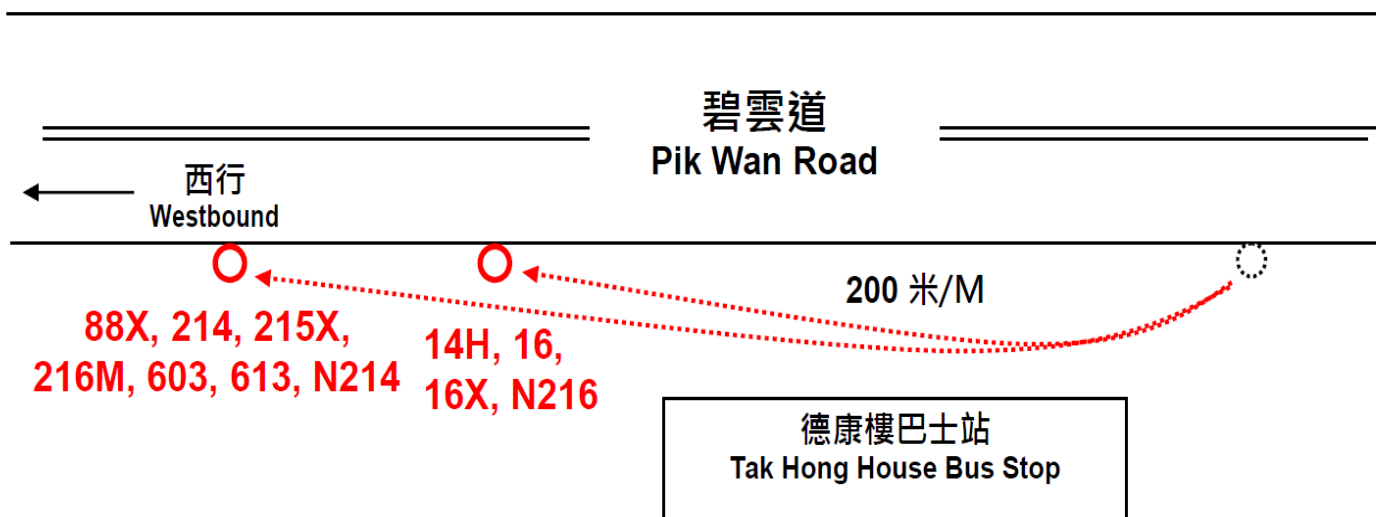 碧雲道
Pik Wan Road
西行
Westbound
200 米/M
88X, 214, 215X,
216M, 603, 613, N214
14H, 16,
16X, N216
德康樓巴士站
Tak Hong House Bus Stop